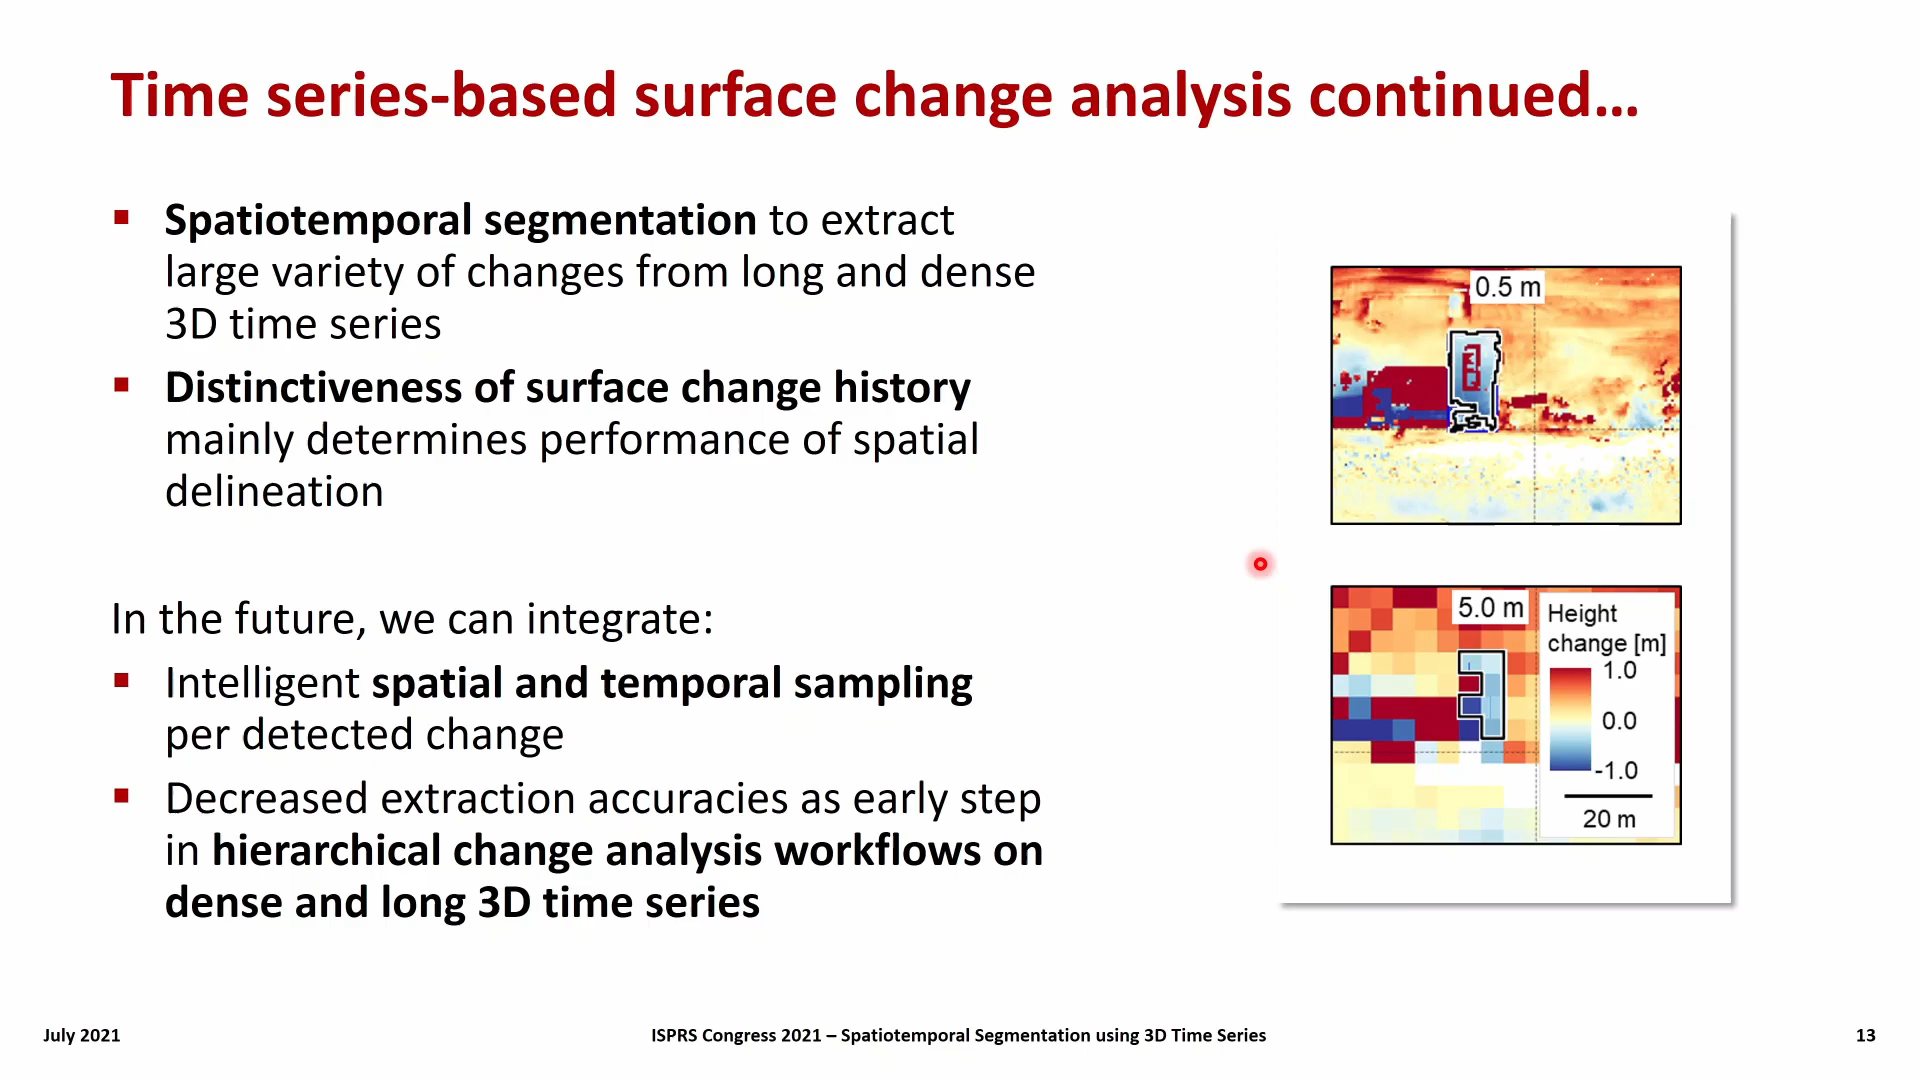 Time series-based surface change analysis continued…
▪ Spatiotemporal segmentation to extract
large variety of changes from long and dense
3D time series
▪ Distinctiveness of surface change history
mainly determines performance of spatial
delineation
In the future, we can integrate:
▪ Intelligent spatial and temporal sampling
per detected change
▪ Decreased extraction accuracies as early step
in hierarchical change analysis workflows on
dense and long 3D time series
0.5 m
5.0 m
Height
change [m]
1.0
0.0
-1.0
20 m
July 2021
ISPRS Congress 2021 – Spatiotemporal Segmentation using 3D Time Series
13